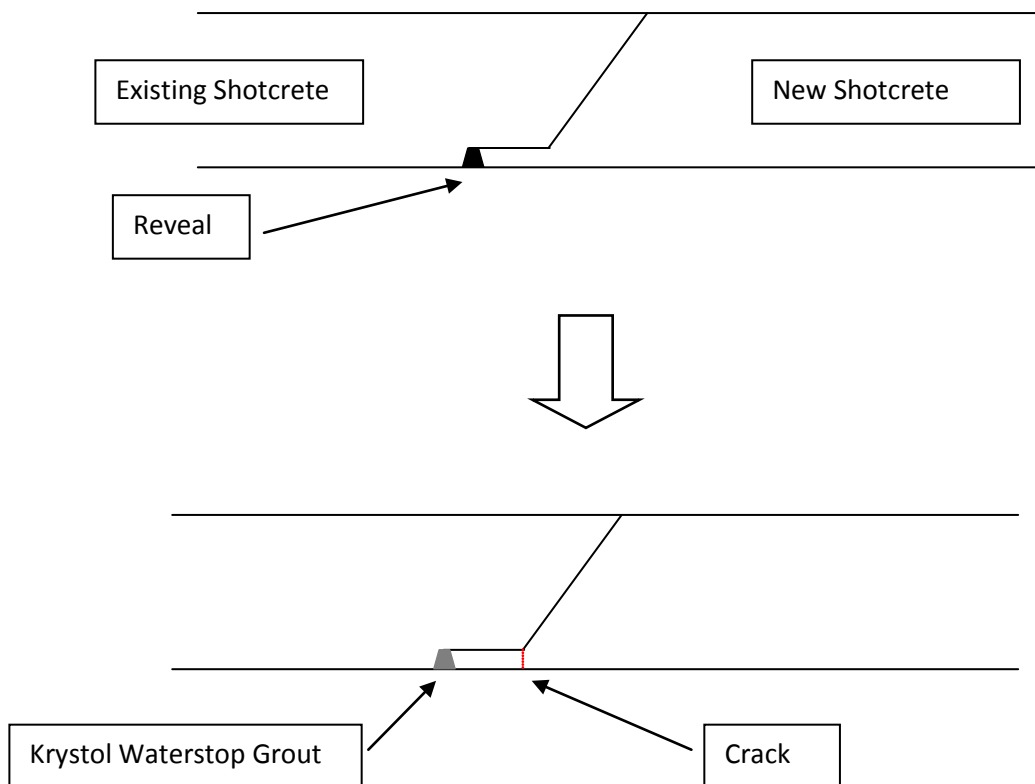 Existing Shotcrete
New Shotcrete
Reveal
Krystol Waterstop Grout
Crack